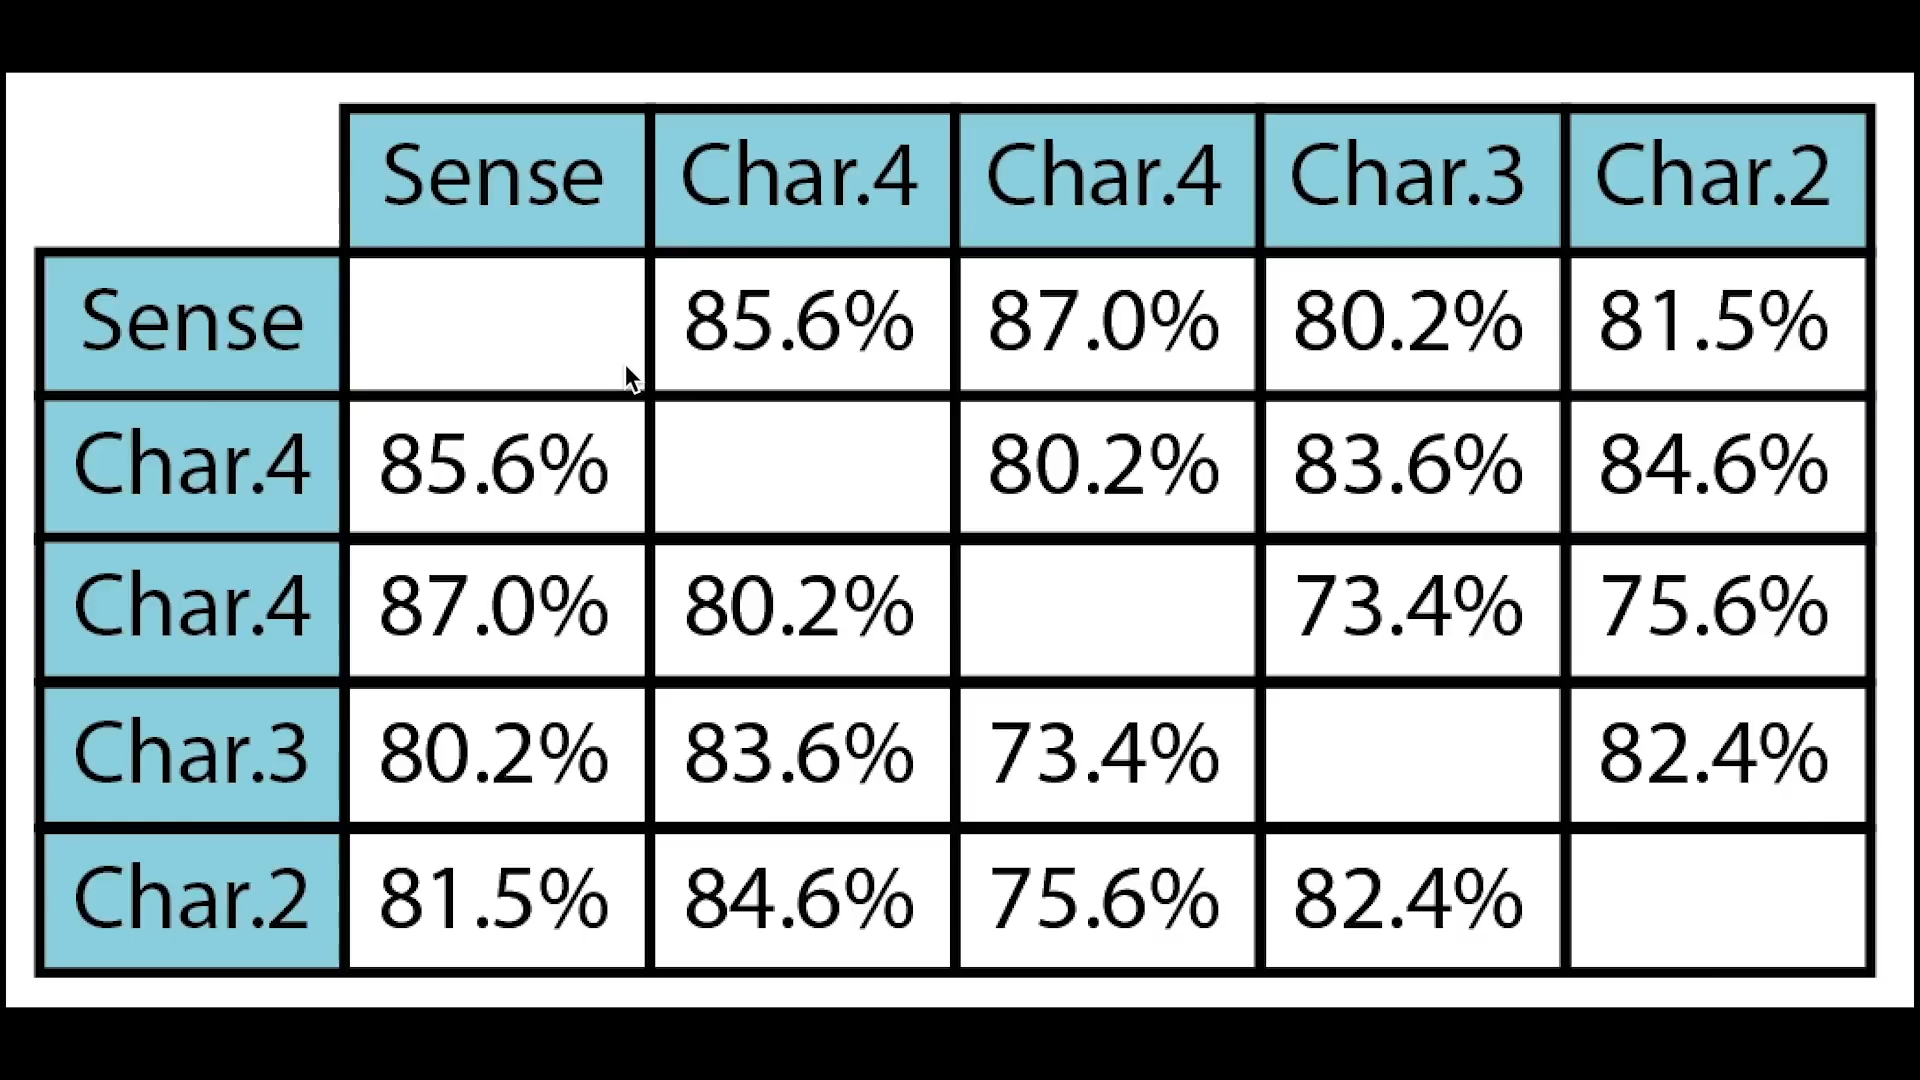 Sense Char.4 Char.4 Char.3 Char.2
Sense 85.6% 87.0% 80.2% 81.5%
Char.4 85.6% 80.2% 83.6% 84.6%
Char.4 87.0% 80.2% 73.4% 75.6%
Char.3 80.2% 83.6% 73.4% 82.4%
Char.2 81.5% 84.6% 75.6% 82.4%